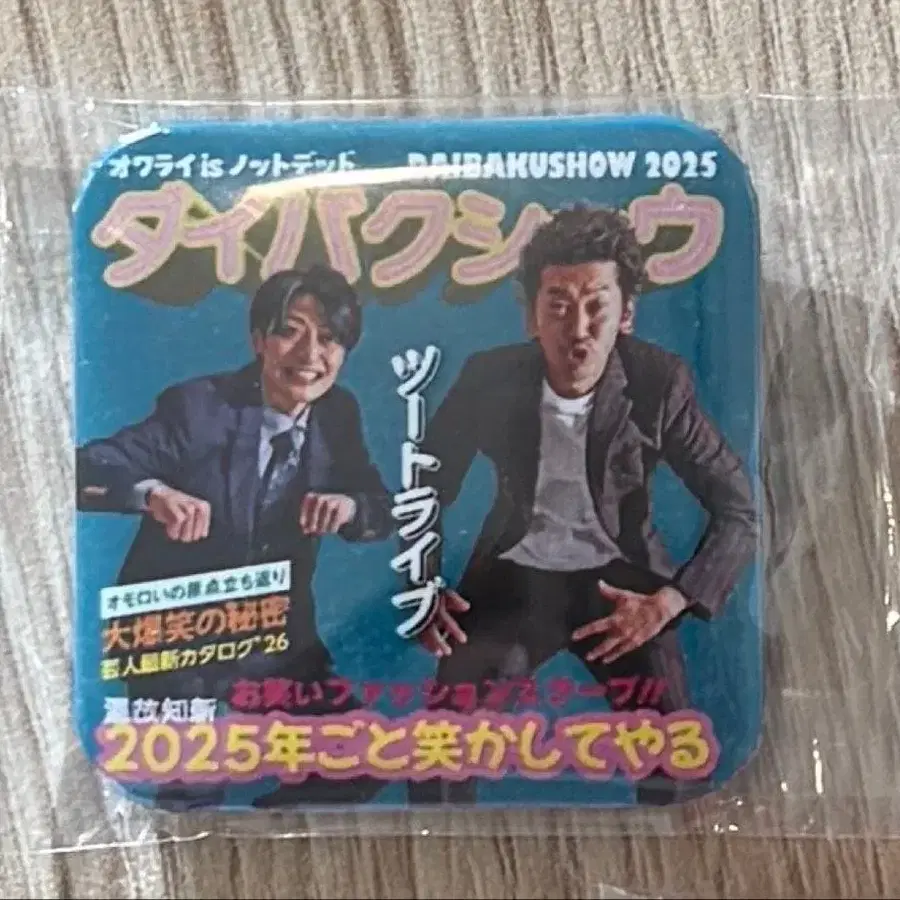 オワライ is ノットデッド
DAIBAKUSHOW 2025
ダイバクショウ
ツートライブ
オモロいの原点立ち返り
大爆笑の秘密
芸人最新カタログ'26
温故知新
お笑いファッションスクープ!!
2025年ごと笑かしてやる